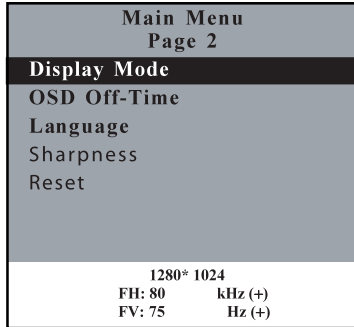 Main Menu
Page 2
Display Mode
OSD Off-Time
Language
Sharpness
Reset
1280* 1024
FH: 80 kHz (+)
FV: 75 Hz (+)